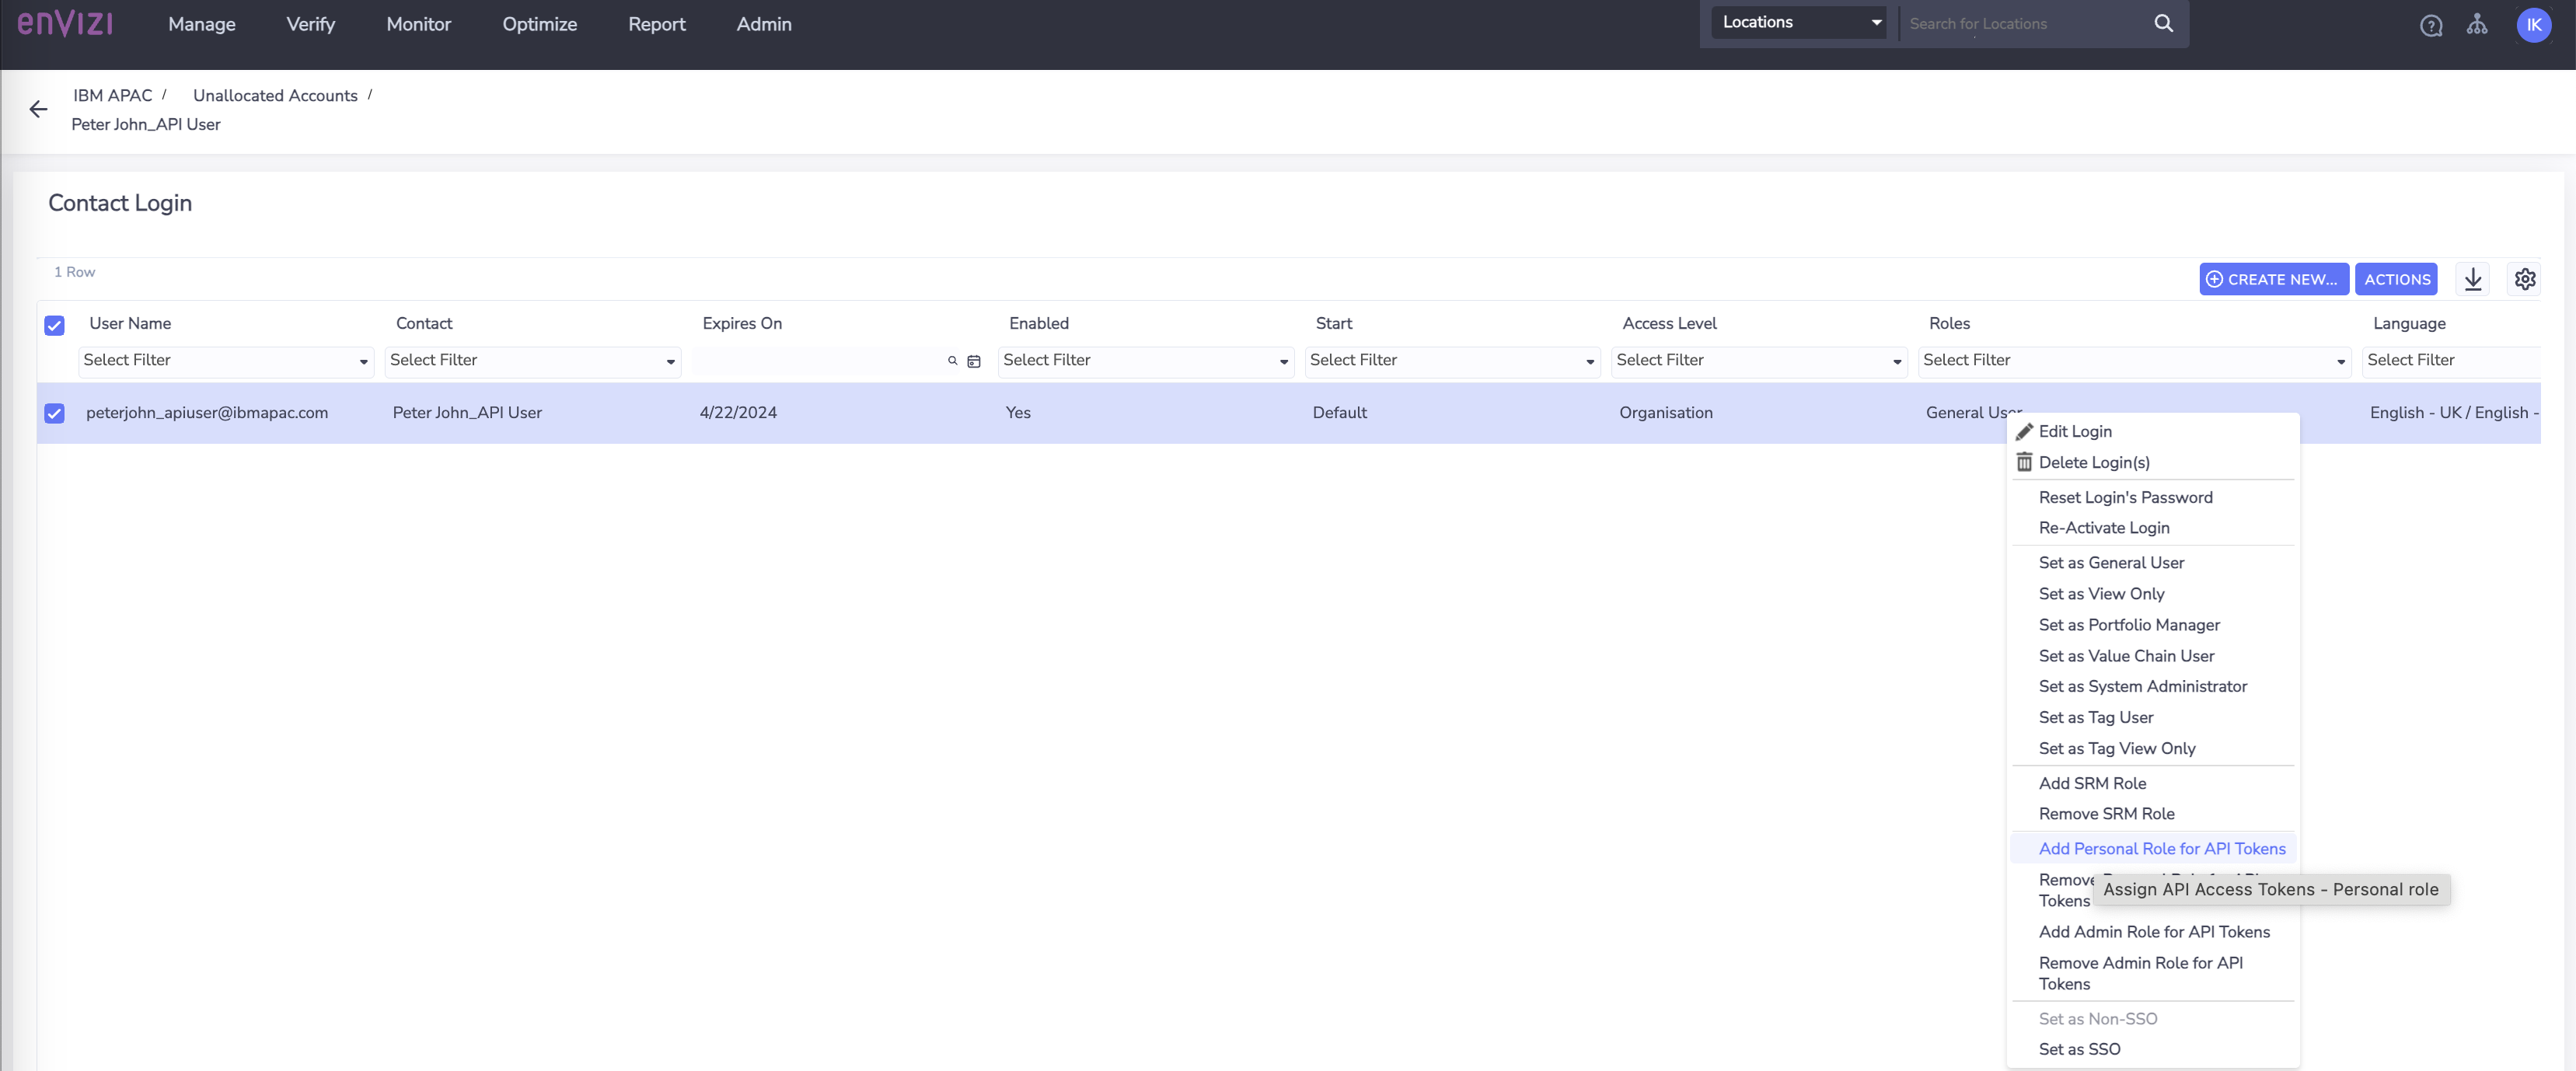 enVIZI
Manage Verify Monitor Optimize Report Admin
Locations Search for Locations IK
IBM APAC / Unallocated Accounts /
Peter John_API User
Contact Login
1 Row CREATE NEW... ACTIONS
User Name Contact Expires On Enabled Start Access Level Roles Language
Select Filter Select Filter Select Filter Select Filter Select Filter Select Filter Select Filter
peterjohn_apiuser@ibmapac.com Peter John_API User 4/22/2024 Yes Default Organisation General User English - UK / English -
Edit Login
Delete Login(s)
Reset Login's Password
Re-Activate Login
Set as General User
Set as View Only
Set as Portfolio Manager
Set as Value Chain User
Set as System Administrator
Set as Tag User
Set as Tag View Only
Add SRM Role
Remove SRM Role
Add Personal Role for API Tokens
Remove
Assign API Access Tokens - Personal role
Tokens
Add Admin Role for API Tokens
Remove Admin Role for API
Tokens
Set as Non-SSO
Set as SSO